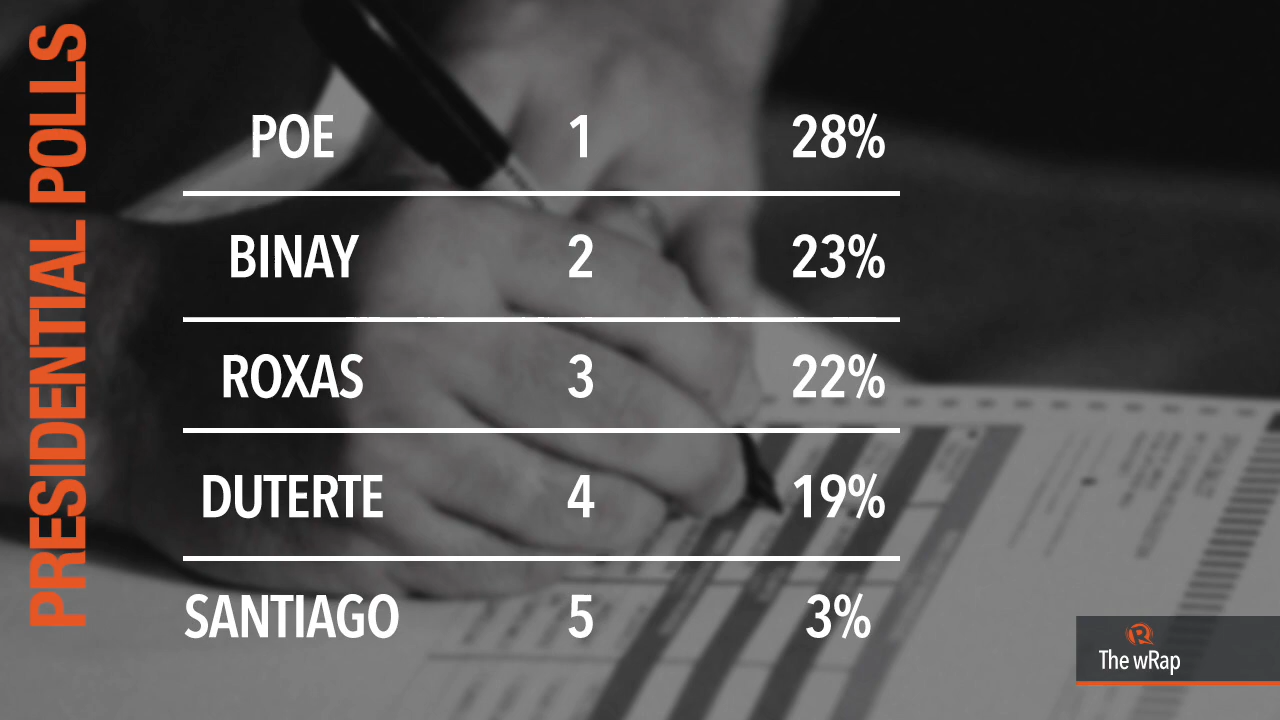 PRESIDENTIAL POLLS
POE 1 28%
BINAY 2 23%
ROXAS 3 22%
DUTERTE 4 19%
SANTIAGO 5 3%
R
The wRap